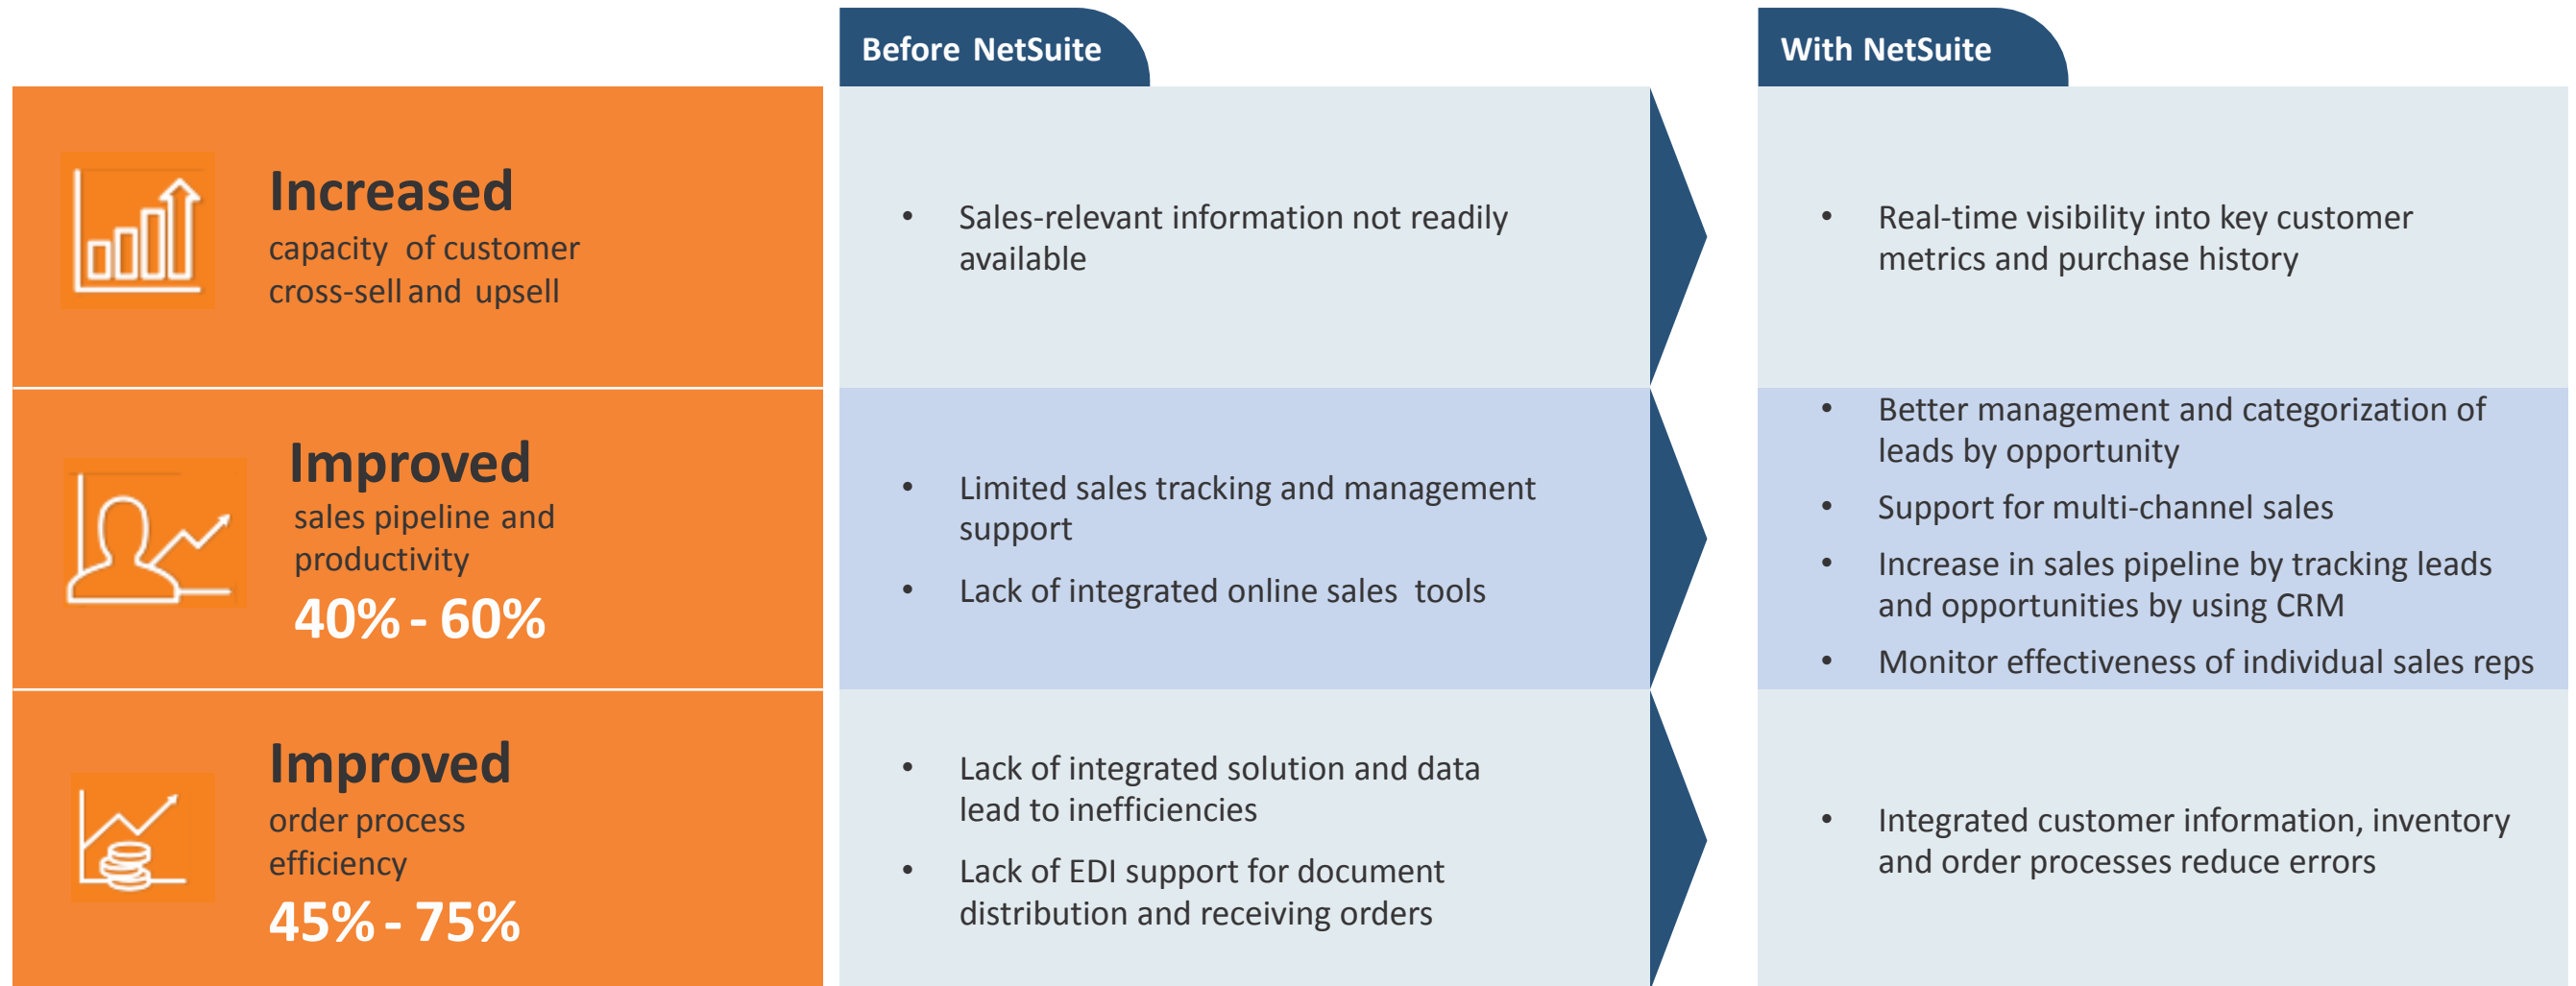 Before NetSuite
With NetSuite
Increased
capacity of customer
cross-sell and upsell
• Sales-relevant information not readily
available
• Real-time visibility into key customer
metrics and purchase history
Improved
sales pipeline and
productivity
40% - 60%
• Limited sales tracking and management
support
• Lack of integrated online sales tools
• Better management and categorization of
leads by opportunity
• Support for multi-channel sales
• Increase in sales pipeline by tracking leads
and opportunities by using CRM
• Monitor effectiveness of individual sales reps
Improved
order process
efficiency
45% - 75%
• Lack of integrated solution and data
lead to inefficiencies
• Lack of EDI support for document
distribution and receiving orders
• Integrated customer information, inventory
and order processes reduce errors